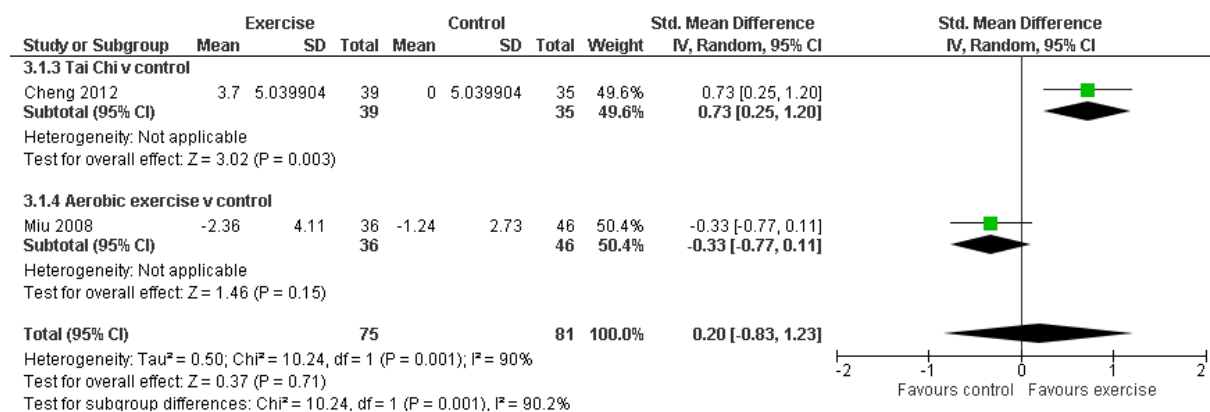 Exercise Control Std. Mean Difference Std. Mean Difference
Study or Subgroup Mean SD Total Mean SD Total Weight IV, Random, 95% CI IV, Random, 95% CI
3.1.3 Tai Chi v control
Cheng 2012 3.7 5.039904 39 0 5.039904 35 49.6% 0.73 [0.25, 1.20]
Subtotal (95% CI) 39 35 49.6% 0.73 [0.25, 1.20]
Heterogeneity: Not applicable
Test for overall effect: Z = 3.02 (P = 0.003)
3.1.4 Aerobic exercise v control
Miu 2008 -2.36 4.11 36 -1.24 2.73 46 50.4% -0.33 [-0.77, 0.11]
Subtotal (95% CI) 36 46 50.4% -0.33 [-0.77, 0.11]
Heterogeneity: Not applicable
Test for overall effect: Z = 1.46 (P = 0.15)
Total (95% CI) 75 81 100.0% 0.20 [-0.83, 1.23]
Heterogeneity: Tau² = 0.50; Chi² = 10.24, df = 1 (P = 0.001); I² = 90%
Test for overall effect: Z = 0.37 (P = 0.71)
Test for subgroup differences: Chi² = 10.24, df = 1 (P = 0.001), I² = 90.2%
-2 -1 0 1 2
Favours control Favours exercise